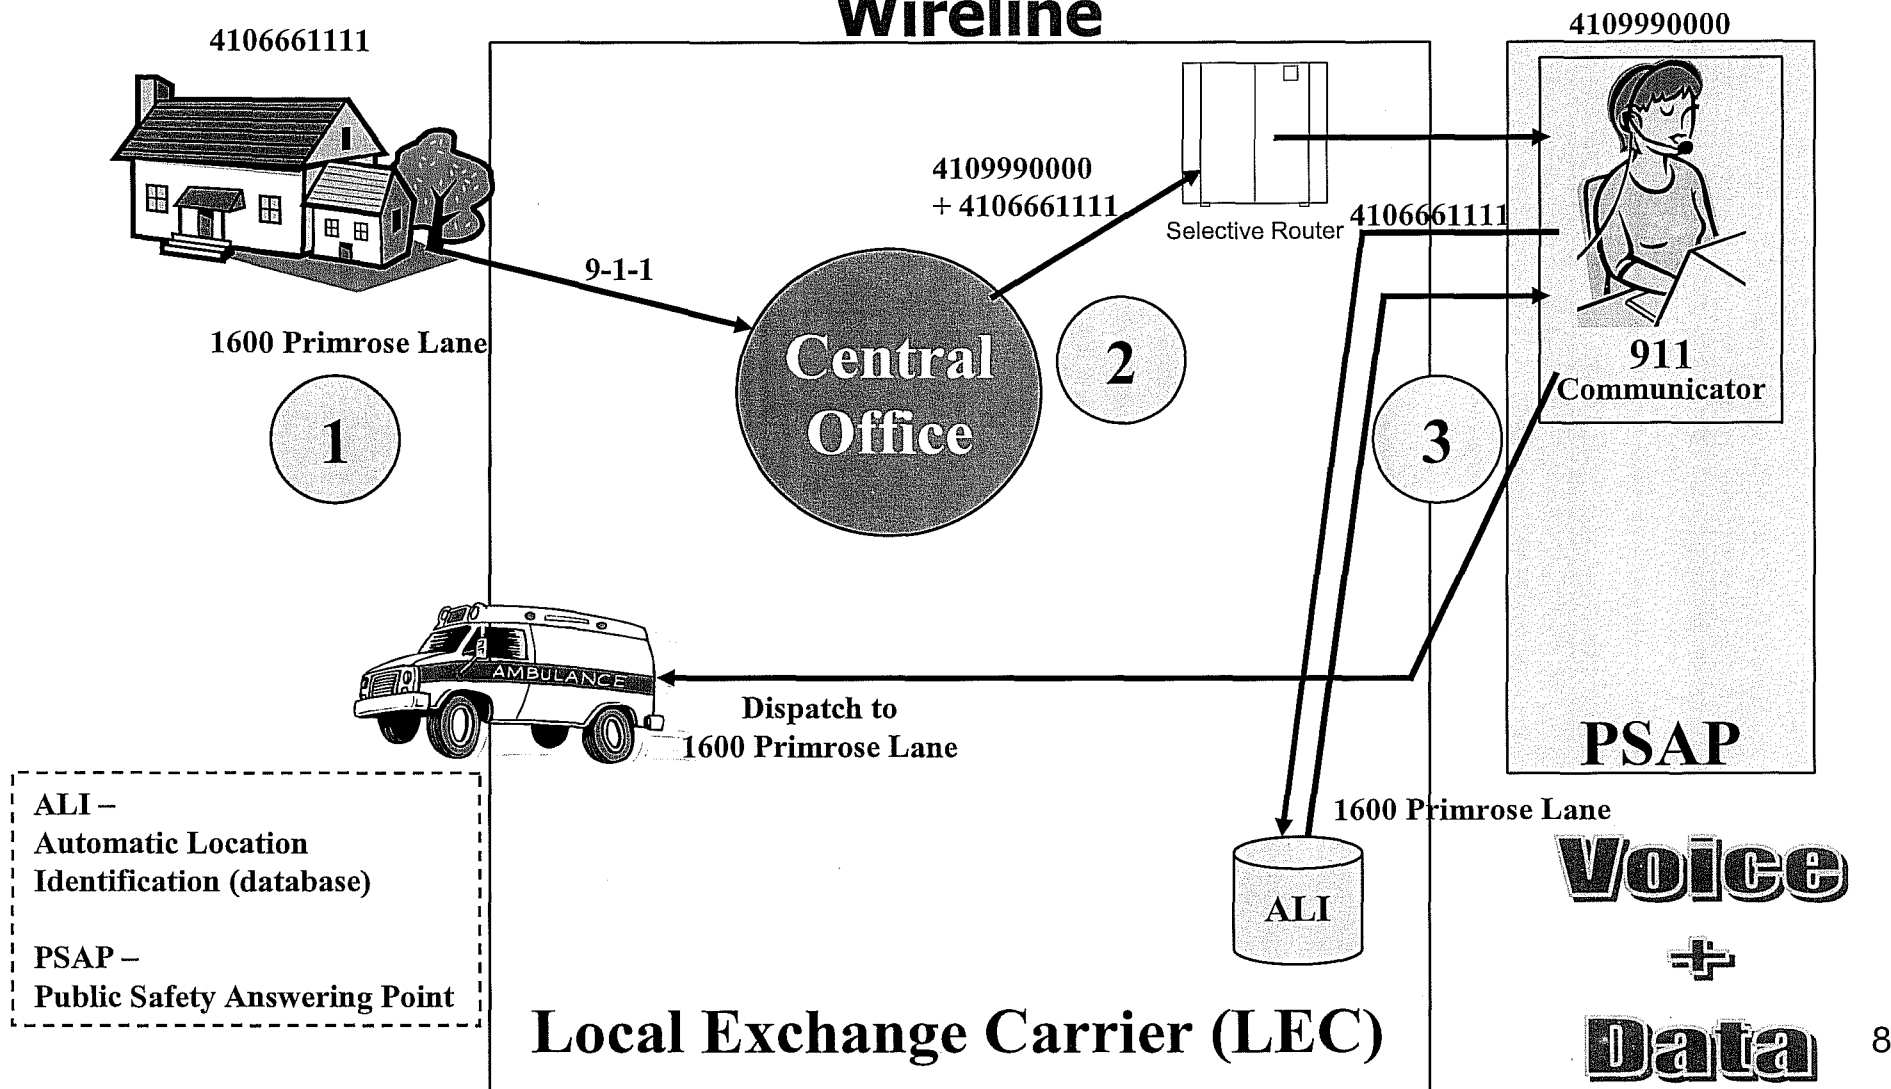 Wireline
4106661111
4109990000
4109990000
+ 4106661111
Selective Router
4106661111
9-1-1
1600 Primrose Lane
Central
Office
1
2
3
911
Communicator
AMBULANCE
Dispatch to
1600 Primrose Lane
PSAP
1600 Primrose Lane
ALI
ALI –
Automatic Location
Identification (database)
PSAP –
Public Safety Answering Point
Local Exchange Carrier (LEC)
Voice
+
Data
8